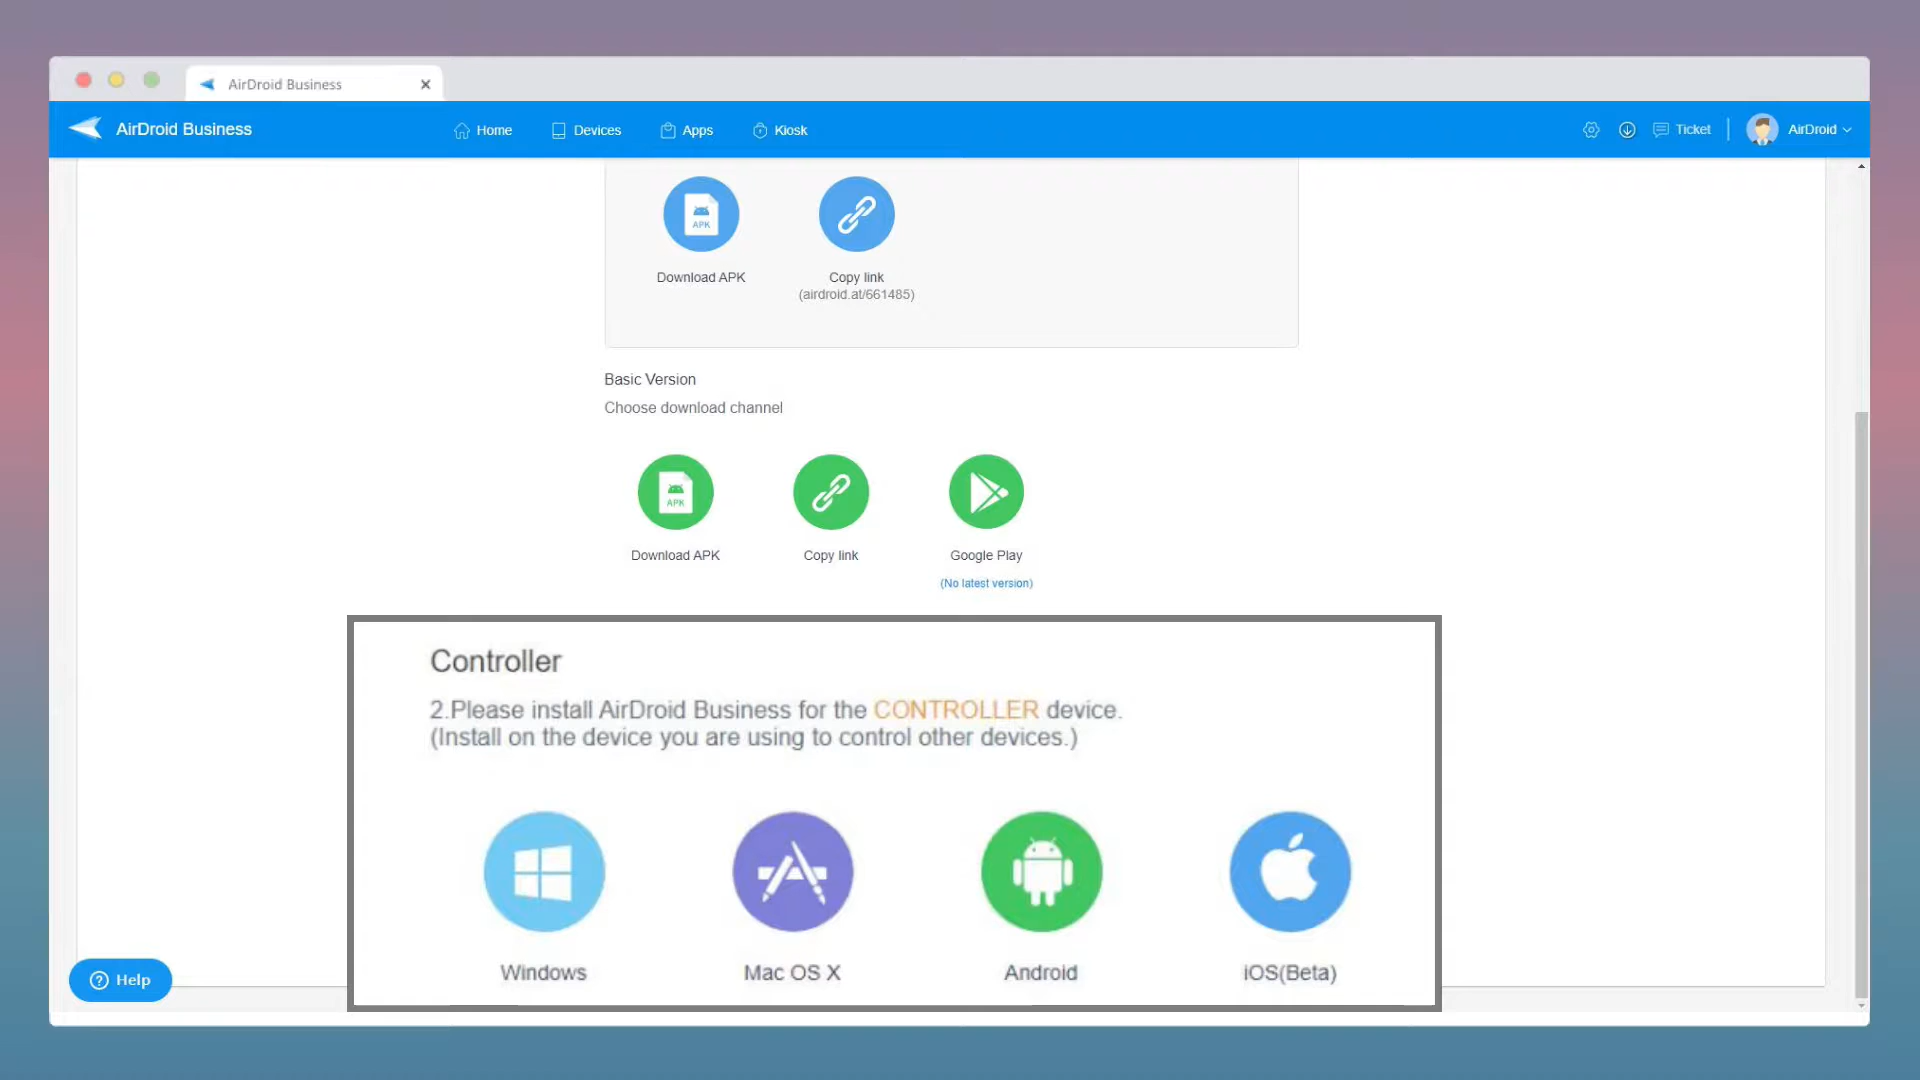 AirDroid Business
AirDroid Business
Home
Devices
Apps
Kiosk
Ticket
AirDroid
APK
Download APK
Copy link
(airdroid.at/661485)
Basic Version
Choose download channel
APK
Download APK
Copy link
Google Play
(No latest version)
Controller
2.Please install AirDroid Business for the CONTROLLER device.
(Install on the device you are using to control other devices.)
Windows
Mac OS X
Android
iOS(Beta)
Help